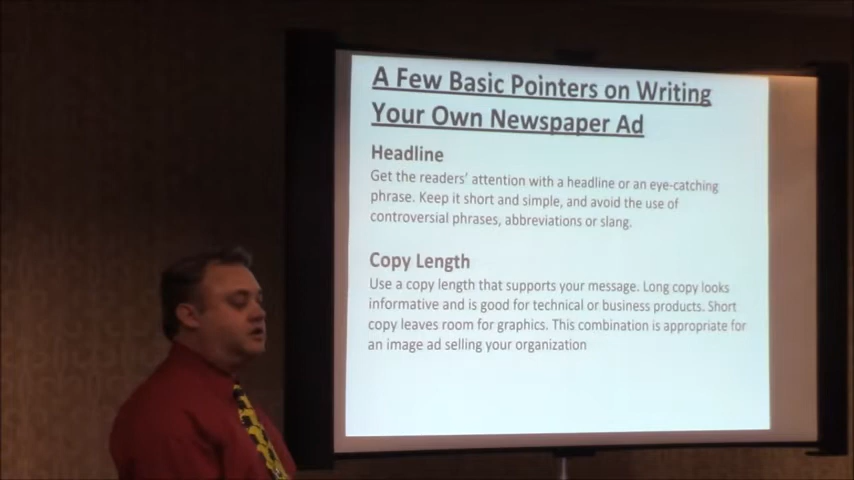 A Few Basic Pointers on Writing
Your Own Newspaper Ad
Headline
Get the readers' attention with a headline or an eye-catching
phrase. Keep it short and simple, and avoid the use of
controversial phrases, abbreviations or slang.
Copy Length
Use a copy length that supports your message. Long copy looks
informative and is good for technical or business products. Short
copy leaves room for graphics. This combination is appropriate for
an image ad selling your organization